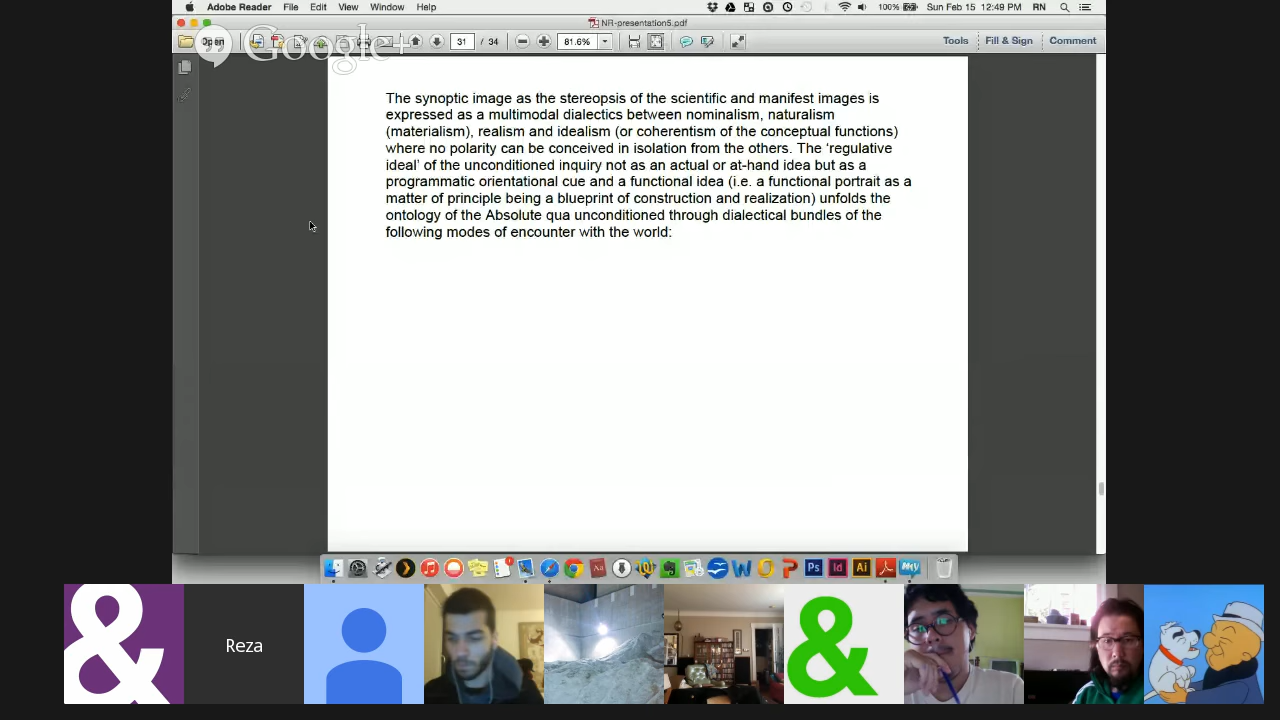 Adobe Reader File Edit View Window Help 100% Sun Feb 15 12:49 PM RN
NR-presentation5.pdf
Open 31 / 34 81.6% Tools Fill & Sign Comment
Google+
The synoptic image as the stereopsis of the scientific and manifest images is
expressed as a multimodal dialectics between nominalism, naturalism
(materialism), realism and idealism (or coherentism of the conceptual functions)
where no polarity can be conceived in isolation from the others. The ‘regulative
ideal’ of the unconditioned inquiry not as an actual or at-hand idea but as a
programmatic orientational cue and a functional idea (i.e. a functional portrait as a
matter of principle being a blueprint of construction and realization) unfolds the
ontology of the Absolute qua unconditioned through dialectical bundles of the
following modes of encounter with the world:
Ps Id Ai
& Reza &